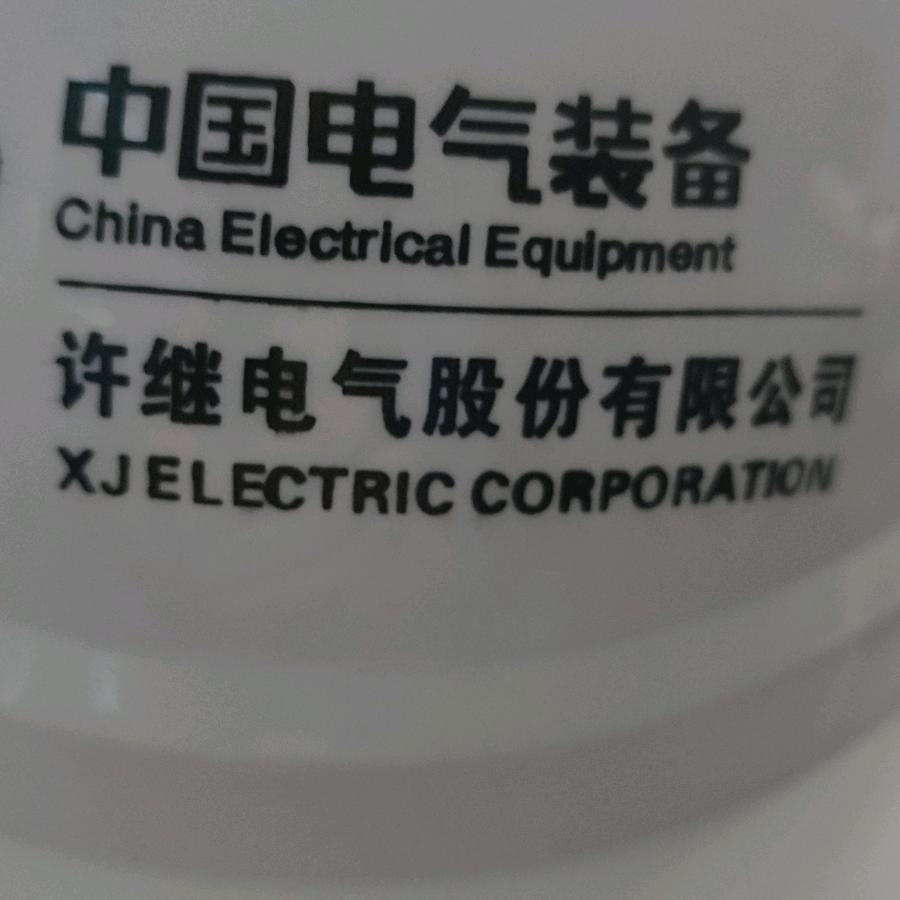 中国电气装备
China Electrical Equipment
许继电气股份有限公司
XJ ELECTRIC CORPORATION